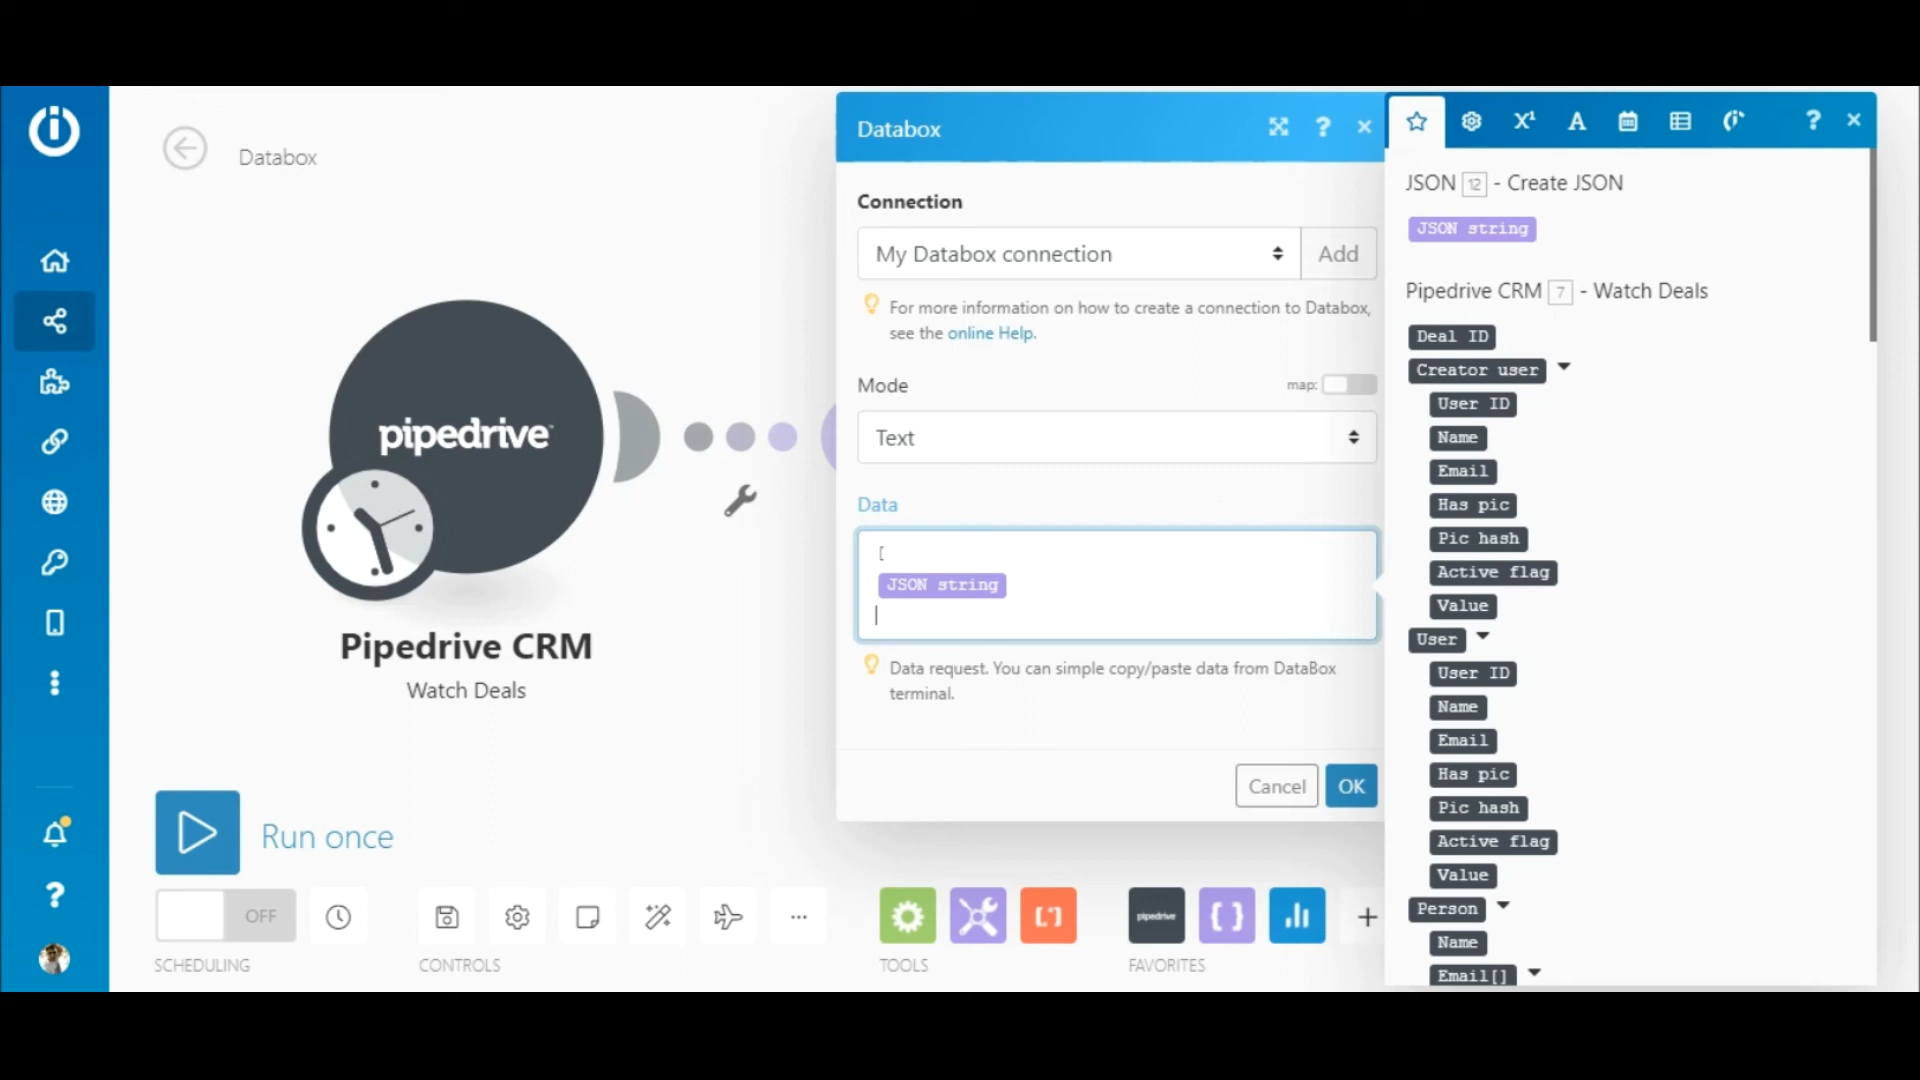 Databox
pipedrive
Pipedrive CRM
Watch Deals
Run once
OFF
SCHEDULING
CONTROLS
TOOLS
pipedrive
FAVORITES
Databox
Connection
My Databox connection
Add
For more information on how to create a connection to Databox,
see the online Help.
Mode
map:
Text
Data
[
JSON string
Data request. You can simple copy/paste data from DataBox
terminal.
Cancel
OK
JSON 12 - Create JSON
JSON string
Pipedrive CRM 7 - Watch Deals
Deal ID
Creator user
User ID
Name
Email
Has pic
Pic hash
Active flag
Value
User
User ID
Name
Email
Has pic
Pic hash
Active flag
Value
Person
Name
Email[]